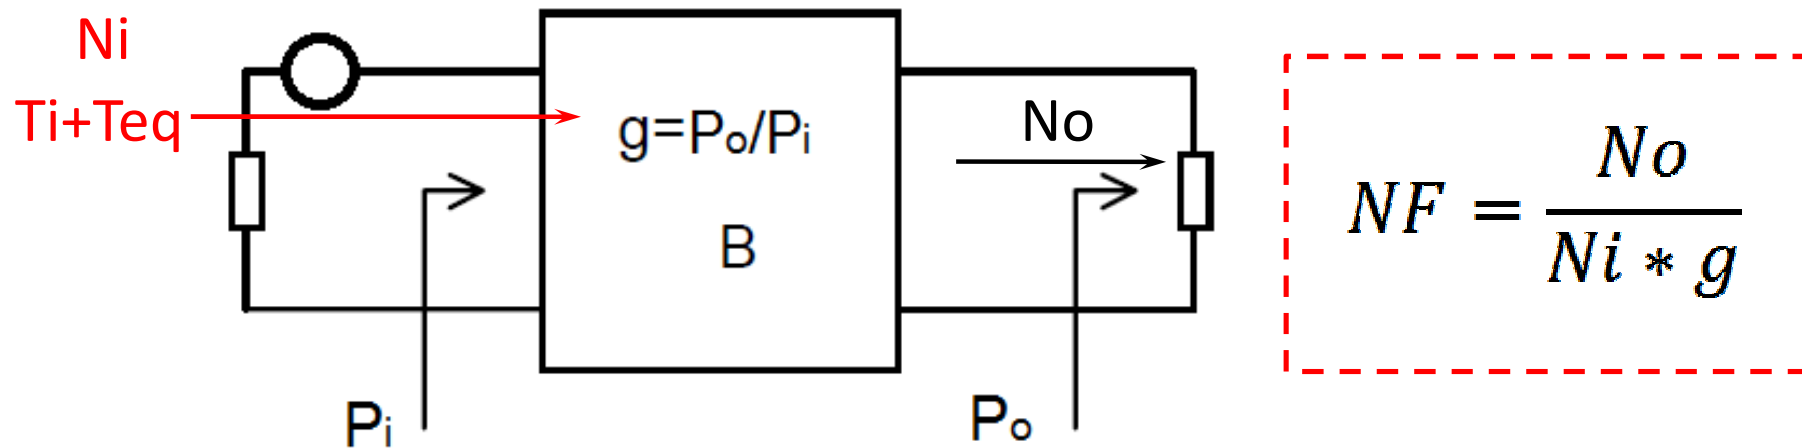 Ni
Ti+Teq
g=Po/Pi
B
No
Pi
Po
NF = No / Ni * g